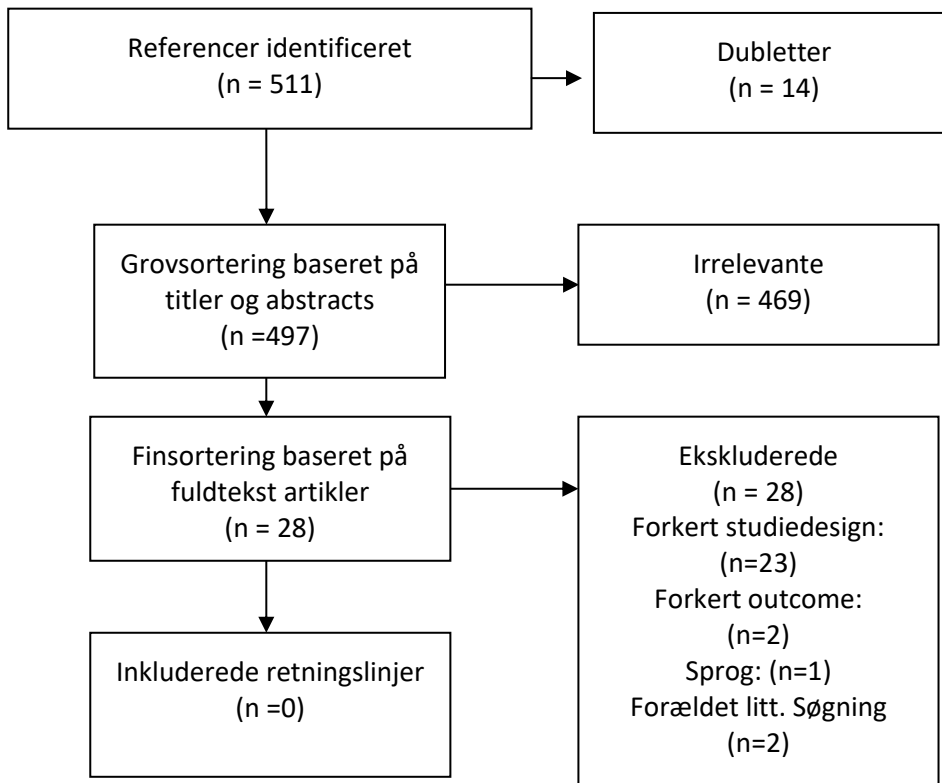 Referencer identificeret
(n = 511)
Dubletter
(n = 14)
Grovsortering baseret på
titler og abstracts
(n =497)
Irrelevante
(n = 469)
Finsortering baseret på
fuldtekst artikler
(n = 28)
Ekskluderede
(n = 28)
Forkert studiedesign:
(n=23)
Forkert outcome:
(n=2)
Sprog: (n=1)
Forældet litt. Søgning
(n=2)
Inkluderede retningslinjer
(n =0)